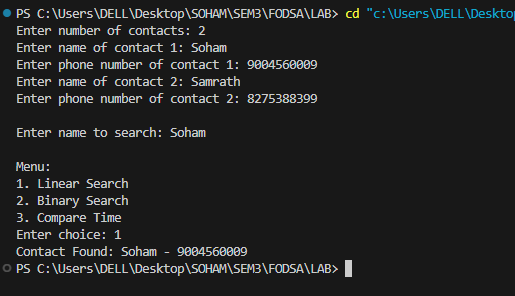 PS C:\Users\DELL\Desktop\SOHAM\SEM3\FODSA\LAB> cd "c:\Users\DELL\Deskto
Enter number of contacts: 2
Enter name of contact 1: Soham
Enter phone number of contact 1: 9004560009
Enter name of contact 2: Samrath
Enter phone number of contact 2: 8275388399
Enter name to search: Soham
Menu:
1. Linear Search
2. Binary Search
3. Compare Time
Enter choice: 1
Contact Found: Soham - 9004560009
PS C:\Users\DELL\Desktop\SOHAM\SEM3\FODSA\LAB>